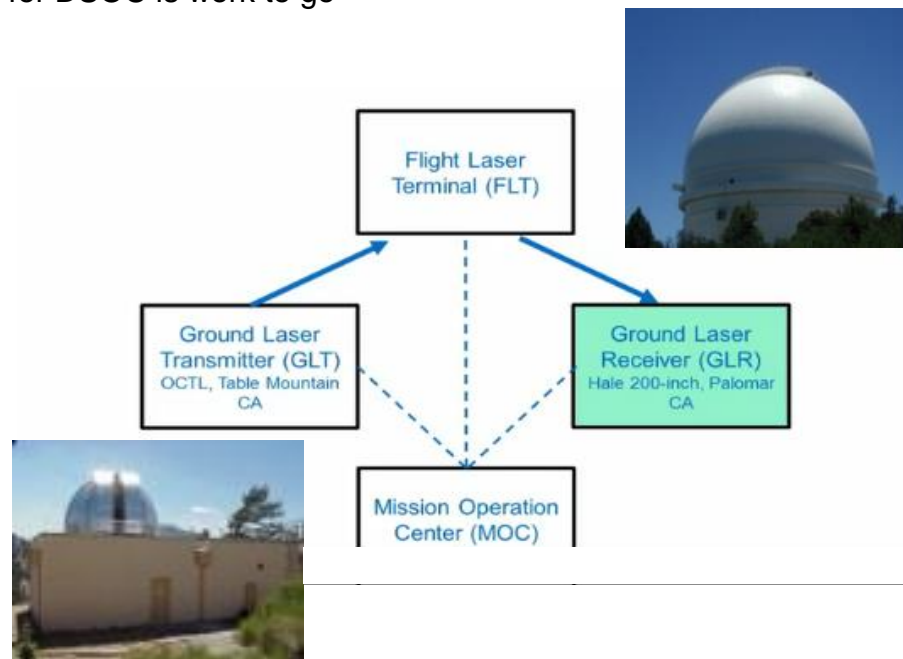 Flight Laser
Terminal (FLT)
Ground Laser
Transmitter (GLT)
OCTL, Table Mountain
CA
Ground Laser
Receiver (GLR)
Hale 200-inch, Palomar
CA
Mission Operation
Center (MOC)